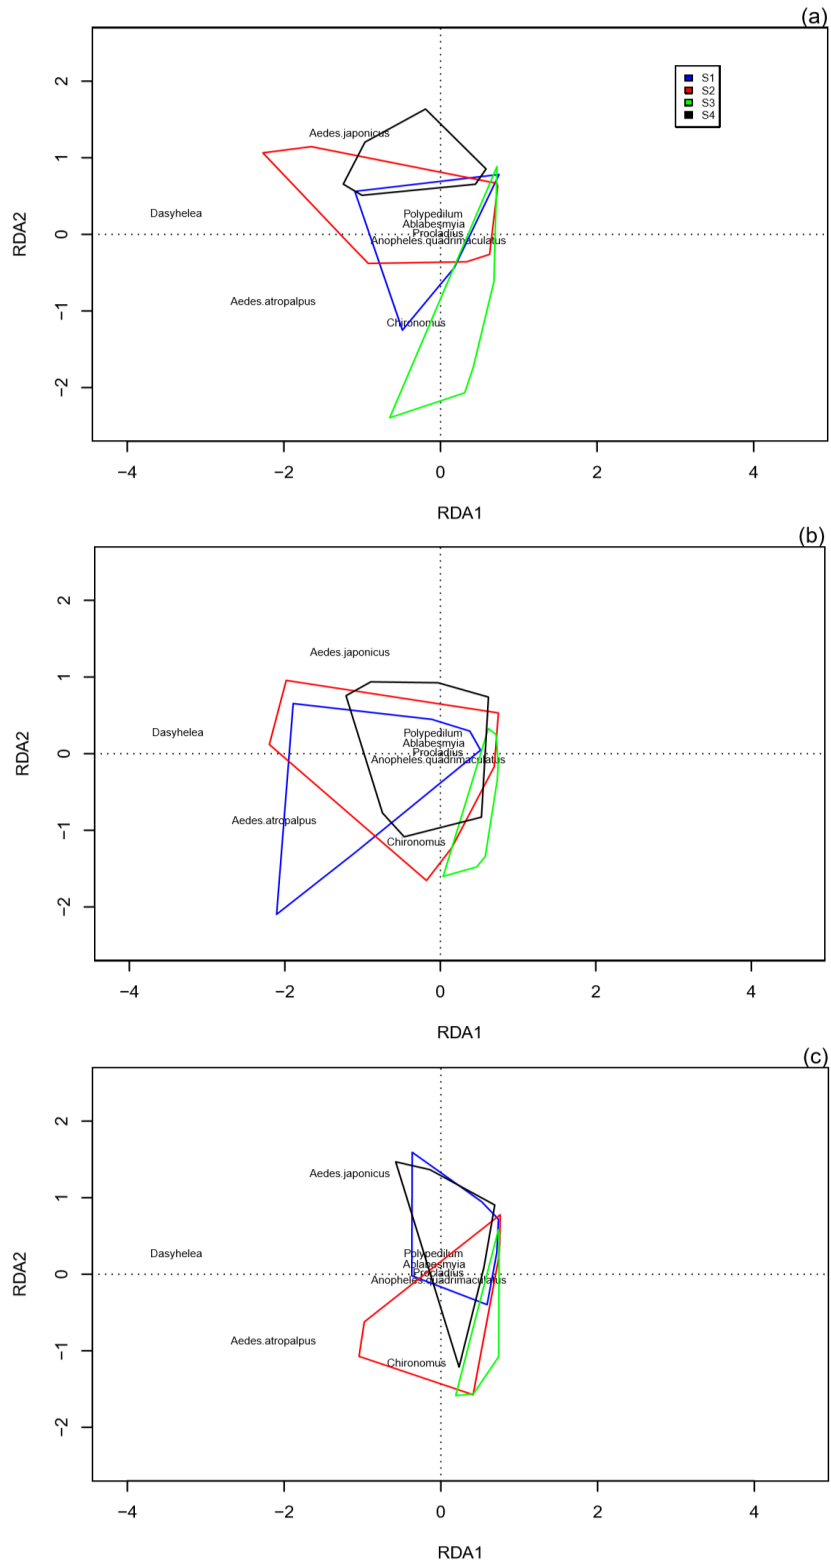 (a)
S1
S2
S3
S4
2
1
0
−1
−2
RDA2
Aedes.japonicus
Dasyhelea
Polypedilum
Ablabesmyia
Procladius
Anopheles.quadrimaculatus
Aedes.atropalpus
Chironomus
−4 −2 0 2 4
RDA1
(b)
2
1
0
−1
−2
RDA2
Aedes.japonicus
Dasyhelea
Polypedilum
Ablabesmyia
Procladius
Anopheles.quadrimaculatus
Aedes.atropalpus
Chironomus
−4 −2 0 2 4
RDA1
(c)
2
1
0
−1
−2
RDA2
Aedes.japonicus
Dasyhelea
Polypedilum
Ablabesmyia
Procladius
Anopheles.quadrimaculatus
Aedes.atropalpus
Chironomus
−4 −2 0 2 4
RDA1